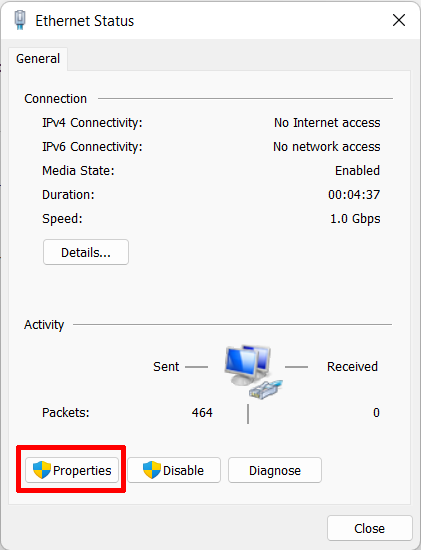 Ethernet Status
General
Connection
IPv4 Connectivity: No Internet access
IPv6 Connectivity: No network access
Media State: Enabled
Duration: 00:04:37
Speed: 1.0 Gbps
Details...
Activity
Sent Received
Packets: 464 0
Properties Disable Diagnose
Close